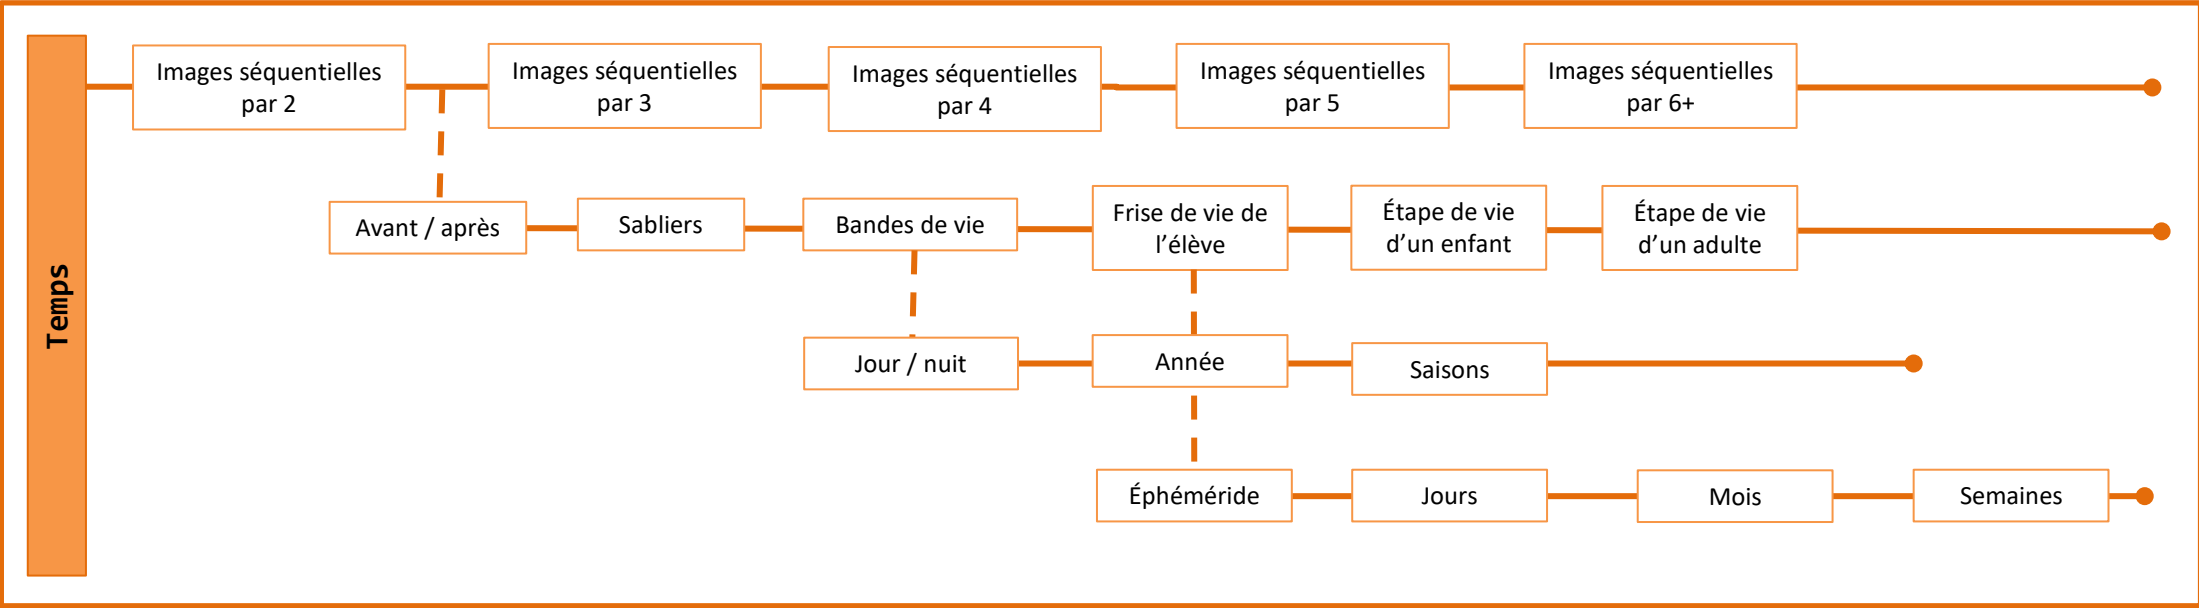 Temps
Images séquentielles
par 2
Images séquentielles
par 3
Images séquentielles
par 4
Images séquentielles
par 5
Images séquentielles
par 6+
Avant / après
Sabliers
Bandes de vie
Frise de vie de
l’élève
Étape de vie
d’un enfant
Étape de vie
d’un adulte
Jour / nuit
Année
Saisons
Éphéméride
Jours
Mois
Semaines